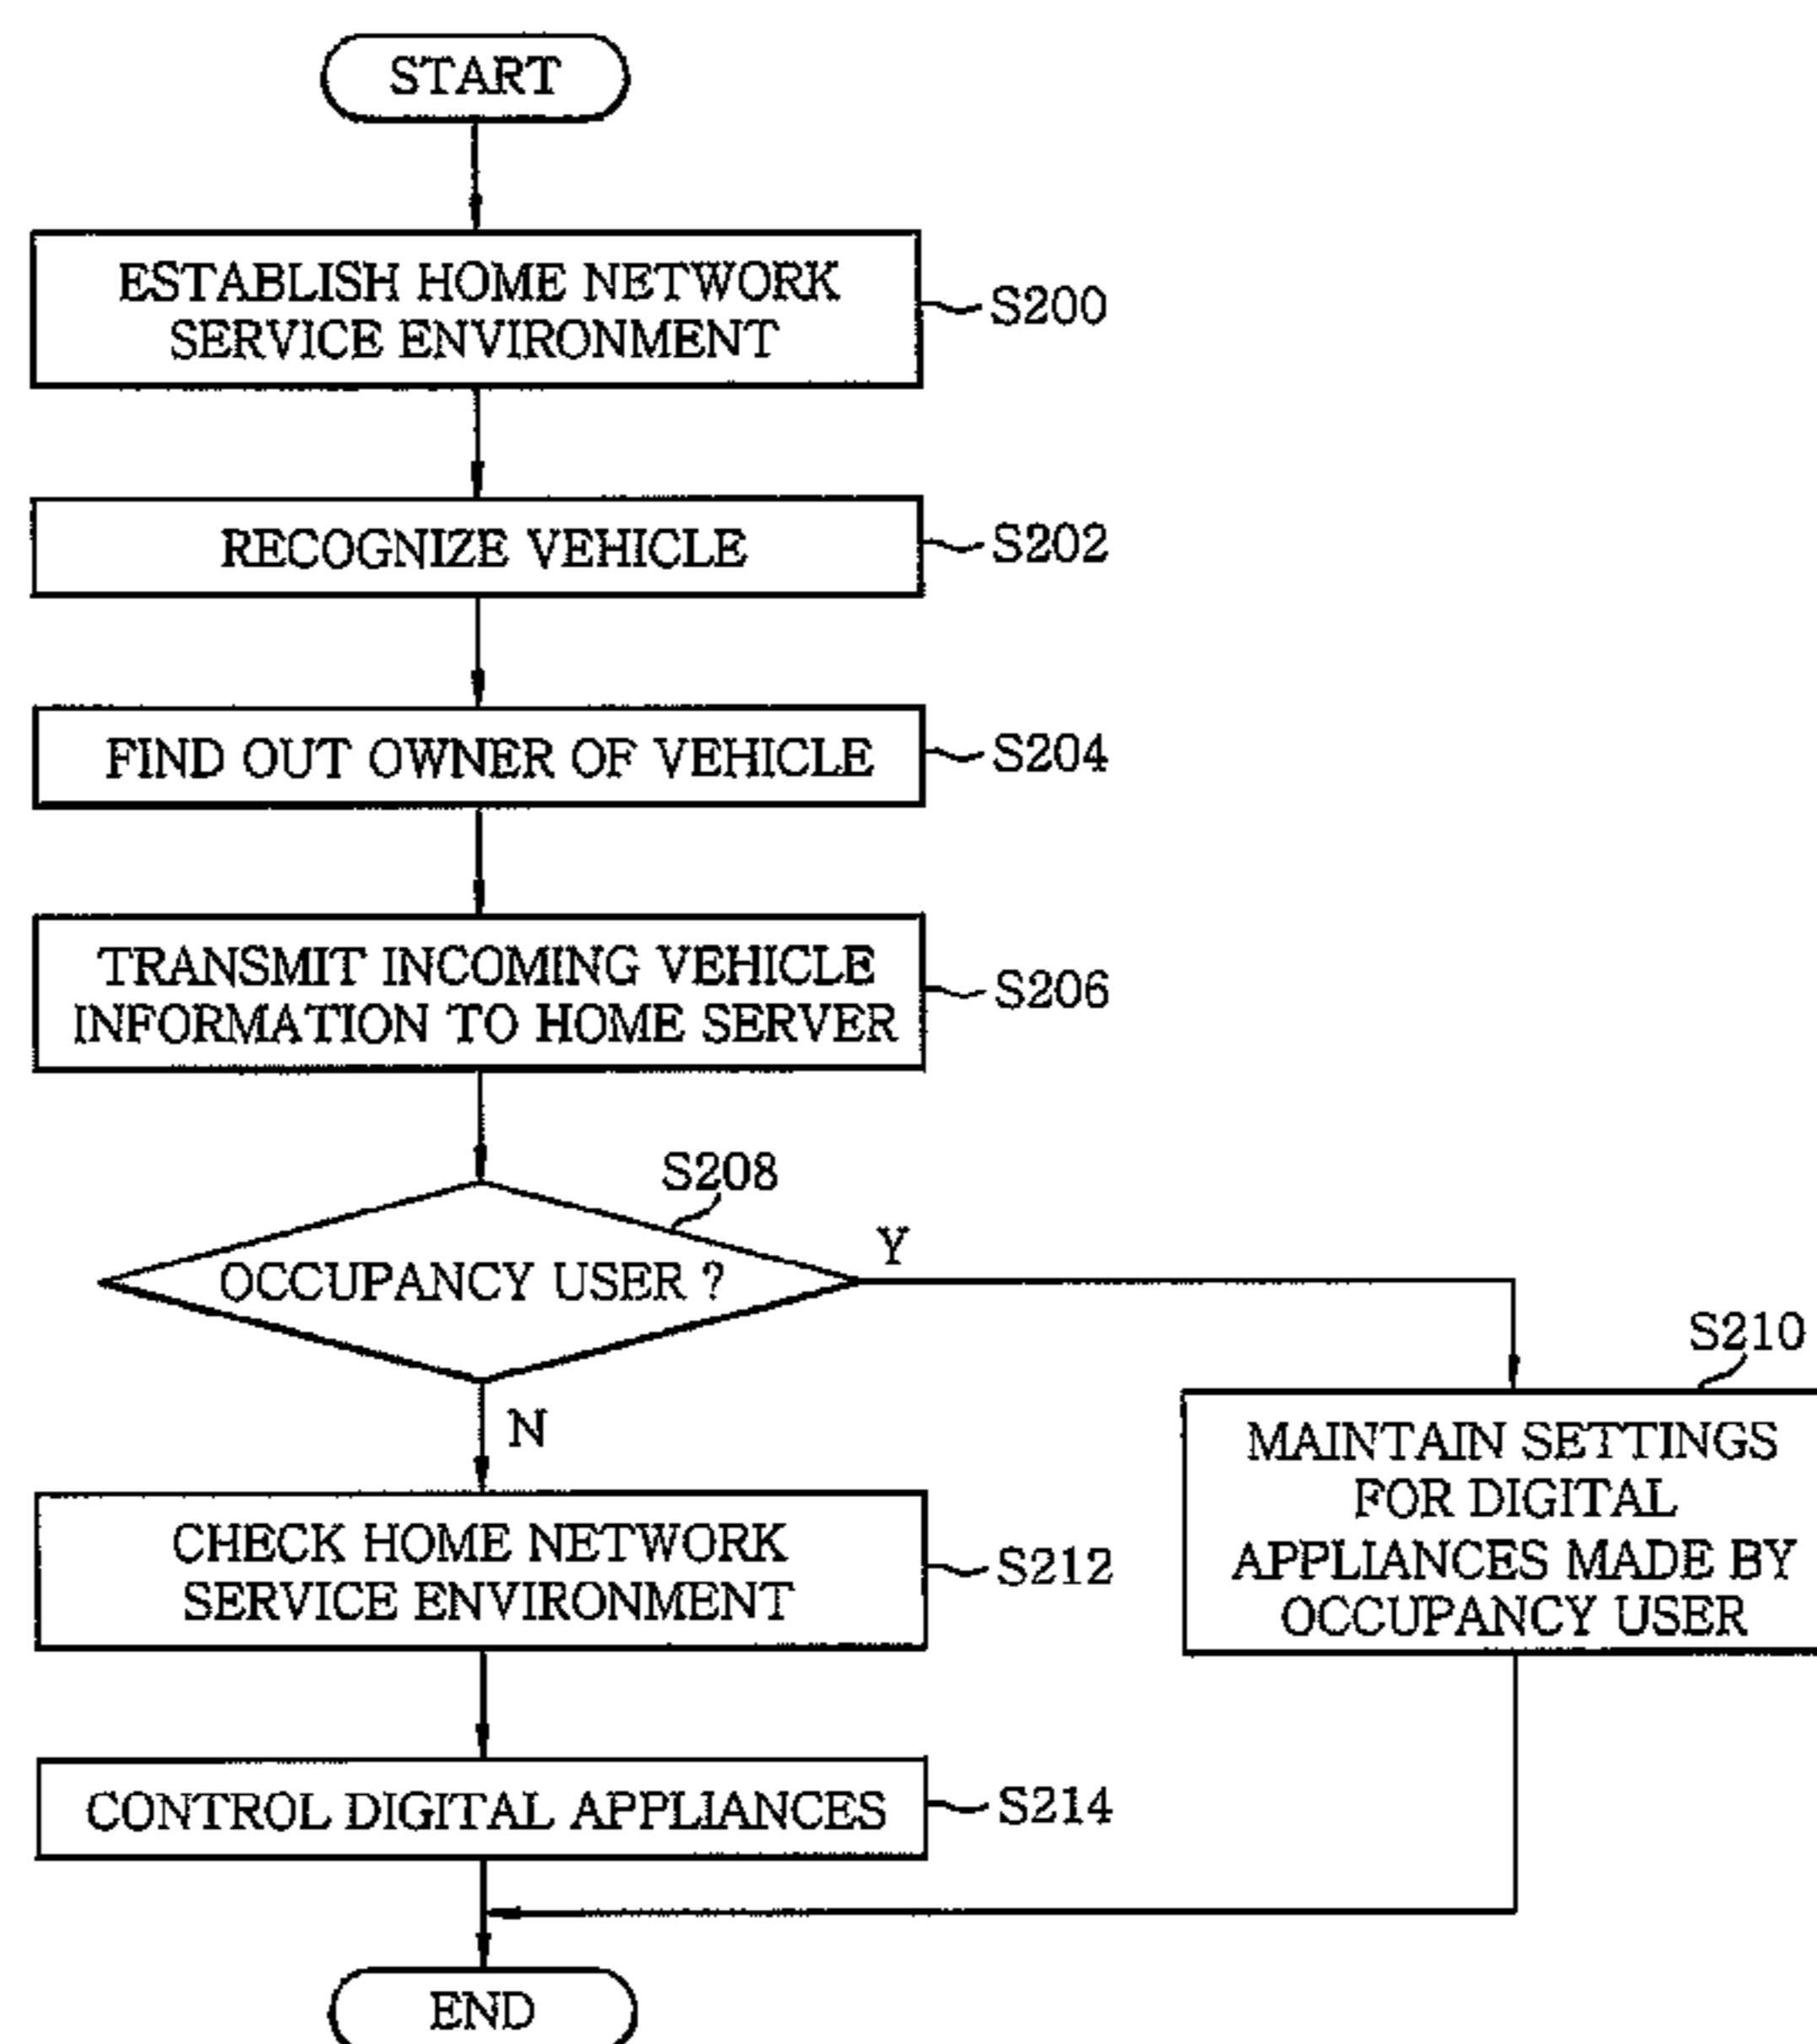 START
ESTABLISH HOME NETWORK
SERVICE ENVIRONMENT
S200
RECOGNIZE VEHICLE
S202
FIND OUT OWNER OF VEHICLE
S204
TRANSMIT INCOMING VEHICLE
INFORMATION TO HOME SERVER
S206
S208
OCCUPANCY USER ?
Y
N
S210
MAINTAIN SETTINGS
FOR DIGITAL
APPLIANCES MADE BY
OCCUPANCY USER
CHECK HOME NETWORK
SERVICE ENVIRONMENT
S212
CONTROL DIGITAL APPLIANCES
S214
END